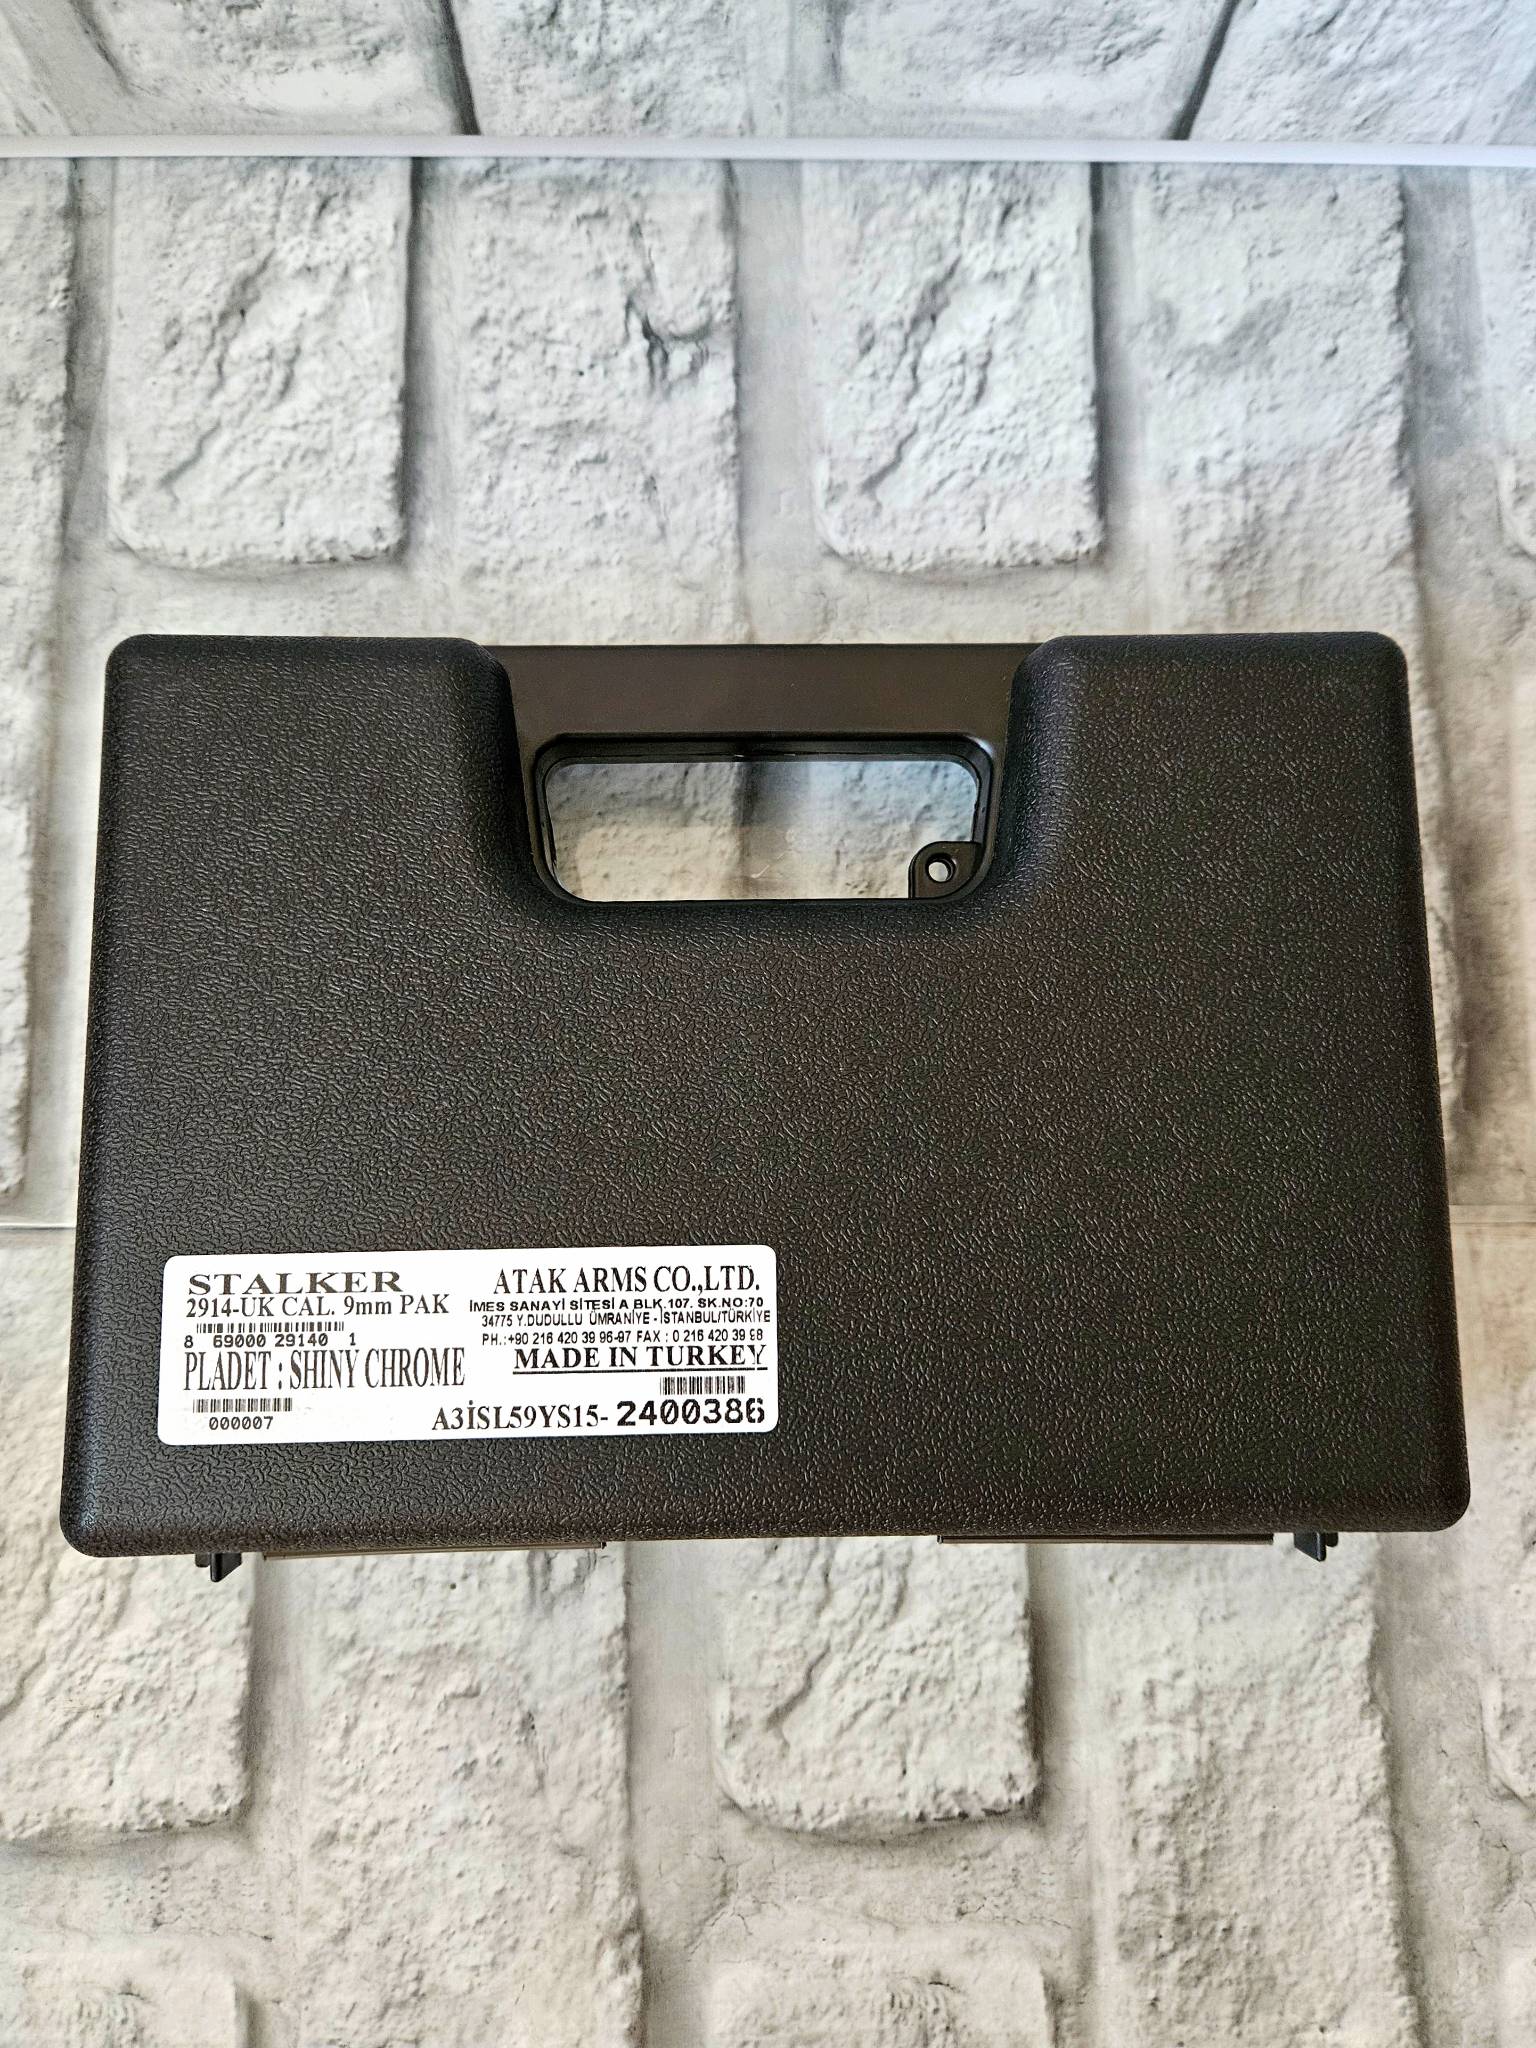 STALKER
2914-UK CAL. 9mm PAK
8 69000 29140 1
PLADET : SHINY CHROME
000007
ATAK ARMS CO.,LTD.
İMES SANAYİ SİTESİ A BLK.107. SK.NO:70
34775 Y.DUDULLU ÜMRANİYE - İSTANBUL/TÜRKİYE
PH.:+90 216 420 39 96-97 FAX : 0 216 420 39 98
MADE IN TURKEY
A3İSL59YS15- 2400386